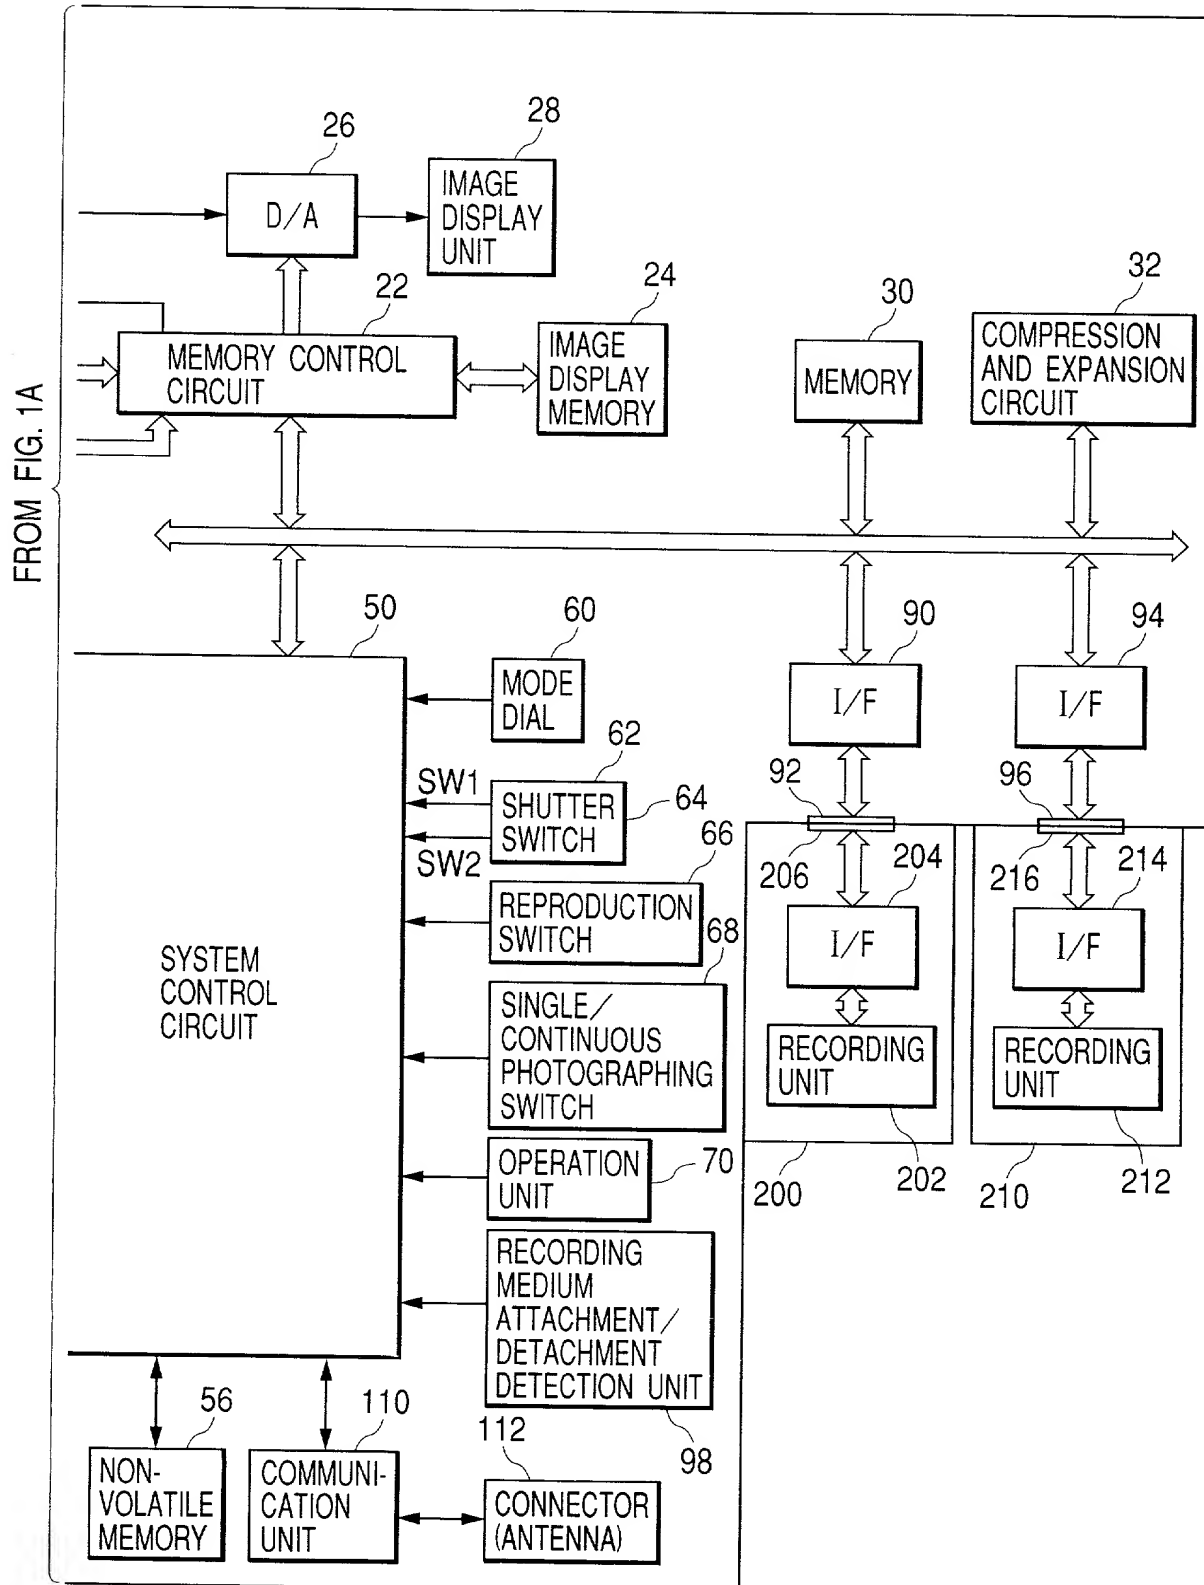 FROM FIG. 1A
26
28
D/A
IMAGE
DISPLAY
UNIT
22
24
30
32
MEMORY CONTROL
CIRCUIT
IMAGE
DISPLAY
MEMORY
MEMORY
COMPRESSION
AND EXPANSION
CIRCUIT
50
60
90
94
MODE
DIAL
I/F
I/F
SW1
62
SHUTTER
SWITCH
64
SW2
92
96
66
206
204
216
214
REPRODUCTION
SWITCH
I/F
I/F
68
SYSTEM
CONTROL
CIRCUIT
SINGLE/
CONTINUOUS
PHOTOGRAPHING
SWITCH
RECORDING
UNIT
RECORDING
UNIT
OPERATION
UNIT
70
200
202
210
212
RECORDING
MEDIUM
ATTACHMENT/
DETACHMENT
DETECTION UNIT
98
56
110
112
NON-
VOLATILE
MEMORY
COMMUNI-
CATION
UNIT
CONNECTOR
(ANTENNA)